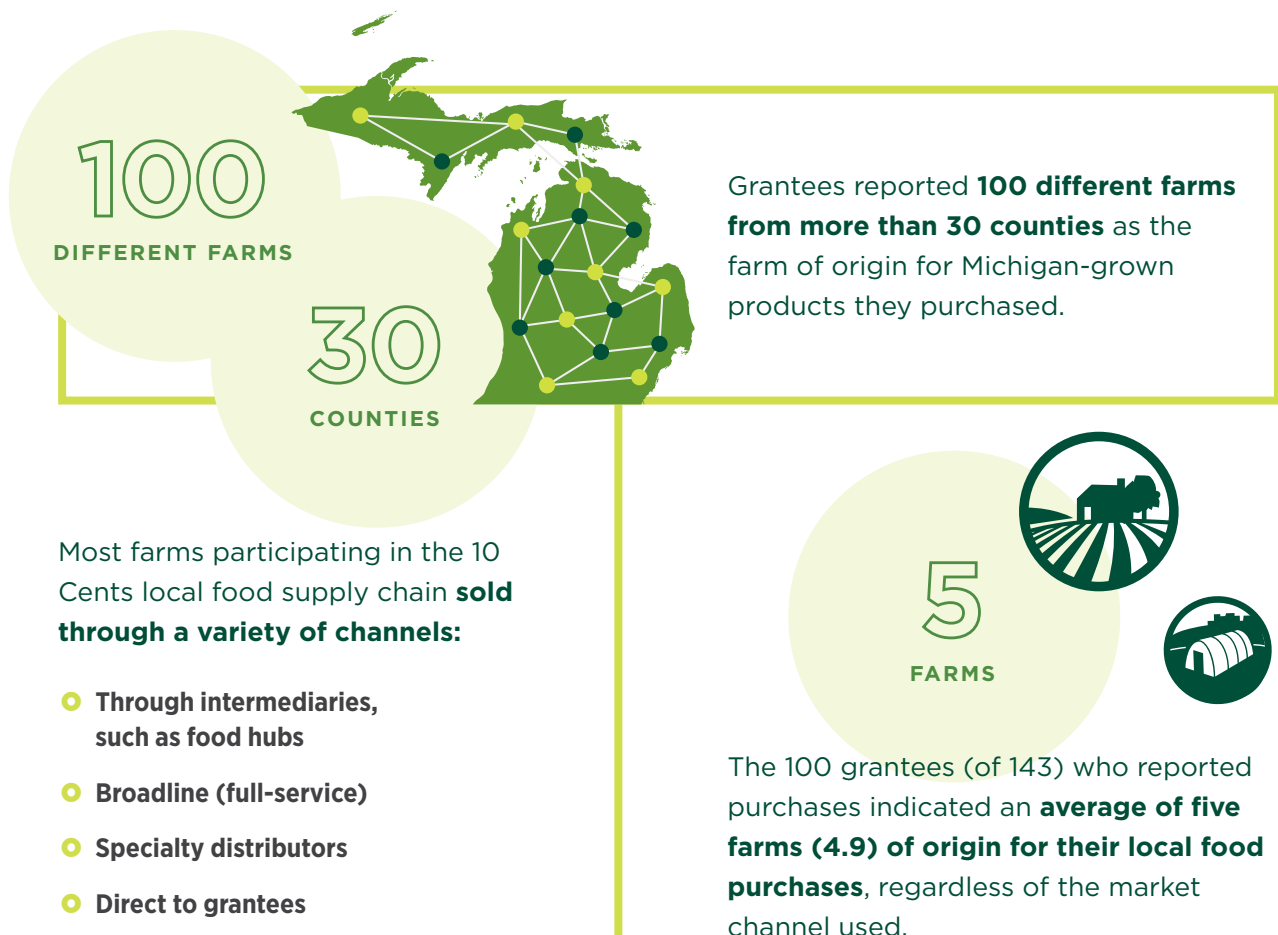 100
DIFFERENT FARMS
30
COUNTIES
Grantees reported 100 different farms
from more than 30 counties as the
farm of origin for Michigan-grown
products they purchased.
Most farms participating in the 10
Cents local food supply chain sold
through a variety of channels:
Through intermediaries,
such as food hubs
Broadline (full-service)
Specialty distributors
Direct to grantees
5
FARMS
The 100 grantees (of 143) who reported
purchases indicated an average of five
farms (4.9) of origin for their local food
purchases, regardless of the market
channel used.